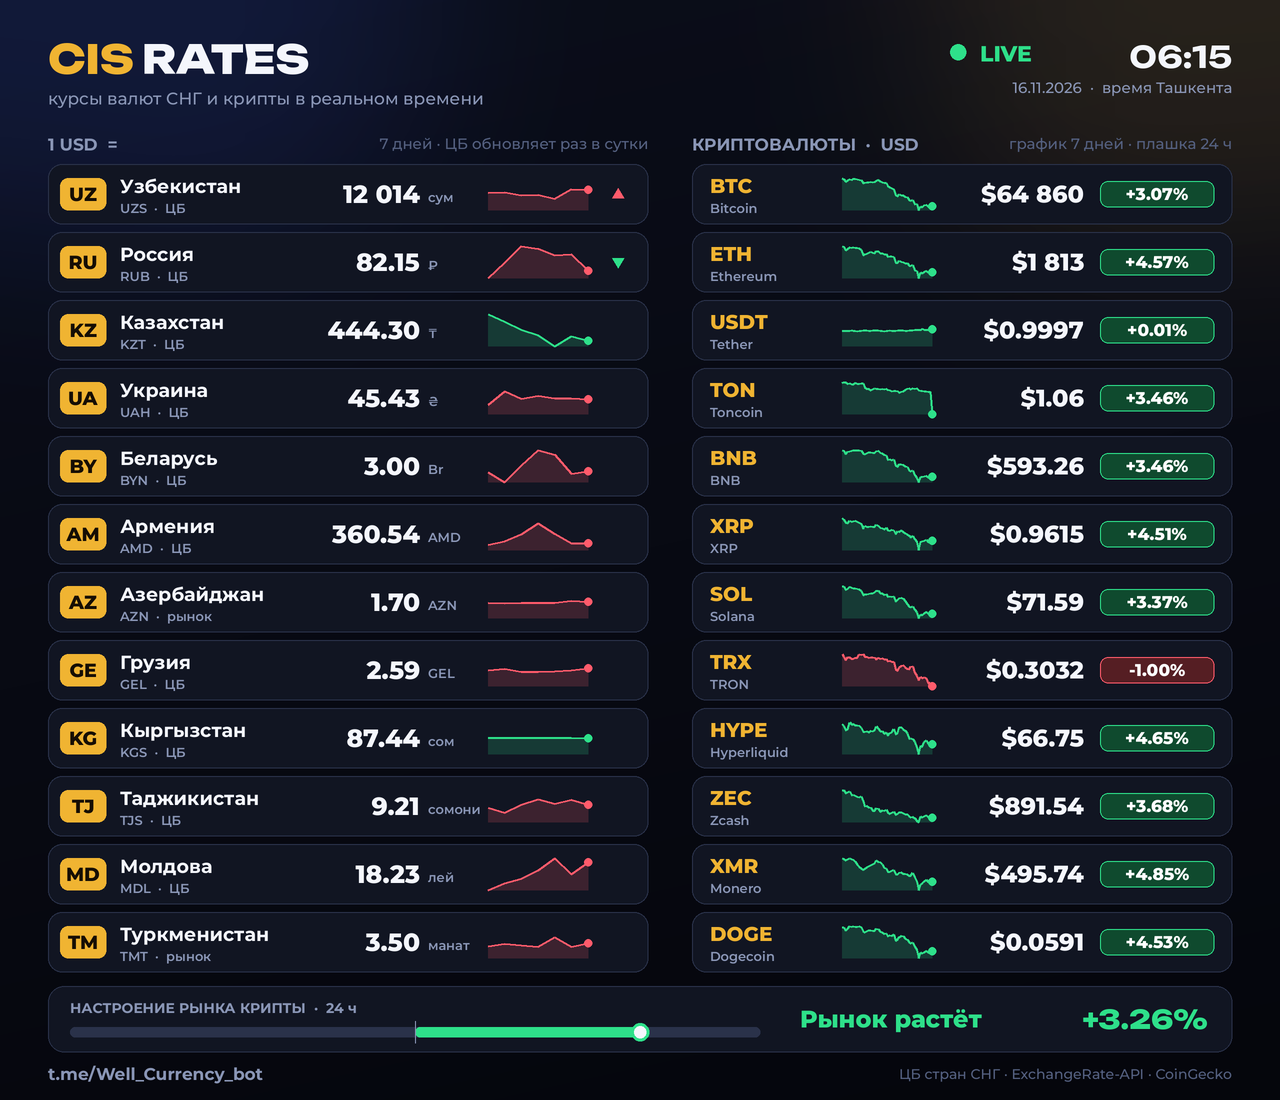 CIS RATES
курсы валют СНГ и крипты в реальном времени
LIVE
06:15
16.11.2026 · время Ташкента
1 USD =
7 дней · ЦБ обновляет раз в сутки
UZ Узбекистан 12 014 сум
UZS · ЦБ
RU Россия 82.15 ₽
RUB · ЦБ
KZ Казахстан 444.30 ₸
KZT · ЦБ
UA Украина 45.43 ₴
UAH · ЦБ
BY Беларусь 3.00 Br
BYN · ЦБ
AM Армения 360.54 AMD
AMD · ЦБ
AZ Азербайджан 1.70 AZN
AZN · рынок
GE Грузия 2.59 GEL
GEL · ЦБ
KG Кыргызстан 87.44 сом
KGS · ЦБ
TJ Таджикистан 9.21 сомони
TJS · ЦБ
MD Молдова 18.23 лей
MDL · ЦБ
TM Туркменистан 3.50 манат
TMT · рынок
КРИПТОВАЛЮТЫ · USD
график 7 дней · плашка 24 ч
BTC $64 860 +3.07%
Bitcoin
ETH $1 813 +4.57%
Ethereum
USDT $0.9997 +0.01%
Tether
TON $1.06 +3.46%
Toncoin
BNB $593.26 +3.46%
BNB
XRP $0.9615 +4.51%
XRP
SOL $71.59 +3.37%
Solana
TRX $0.3032 -1.00%
TRON
HYPE $66.75 +4.65%
Hyperliquid
ZEC $891.54 +3.68%
Zcash
XMR $495.74 +4.85%
Monero
DOGE $0.0591 +4.53%
Dogecoin
НАСТРОЕНИЕ РЫНКА КРИПТЫ · 24 ч
Рынок растёт
+3.26%
t.me/Well_Currency_bot
ЦБ стран СНГ · ExchangeRate-API · CoinGecko